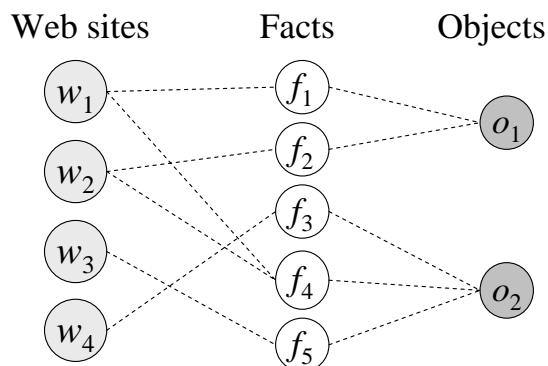 Web sites Facts Objects
w1 f1 o1
w2 f2
w3 f3
w4 f4 o2
f5